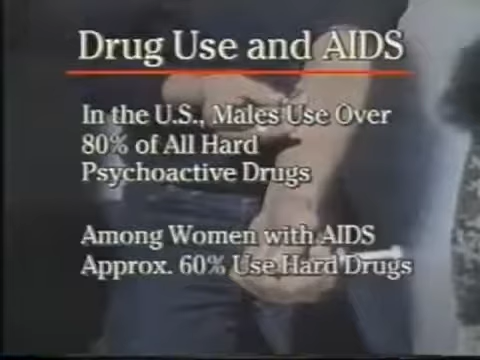 Drug Use and AIDS
In the U.S., Males Use Over
80% of All Hard
Psychoactive Drugs
Among Women with AIDS
Approx. 60% Use Hard Drugs